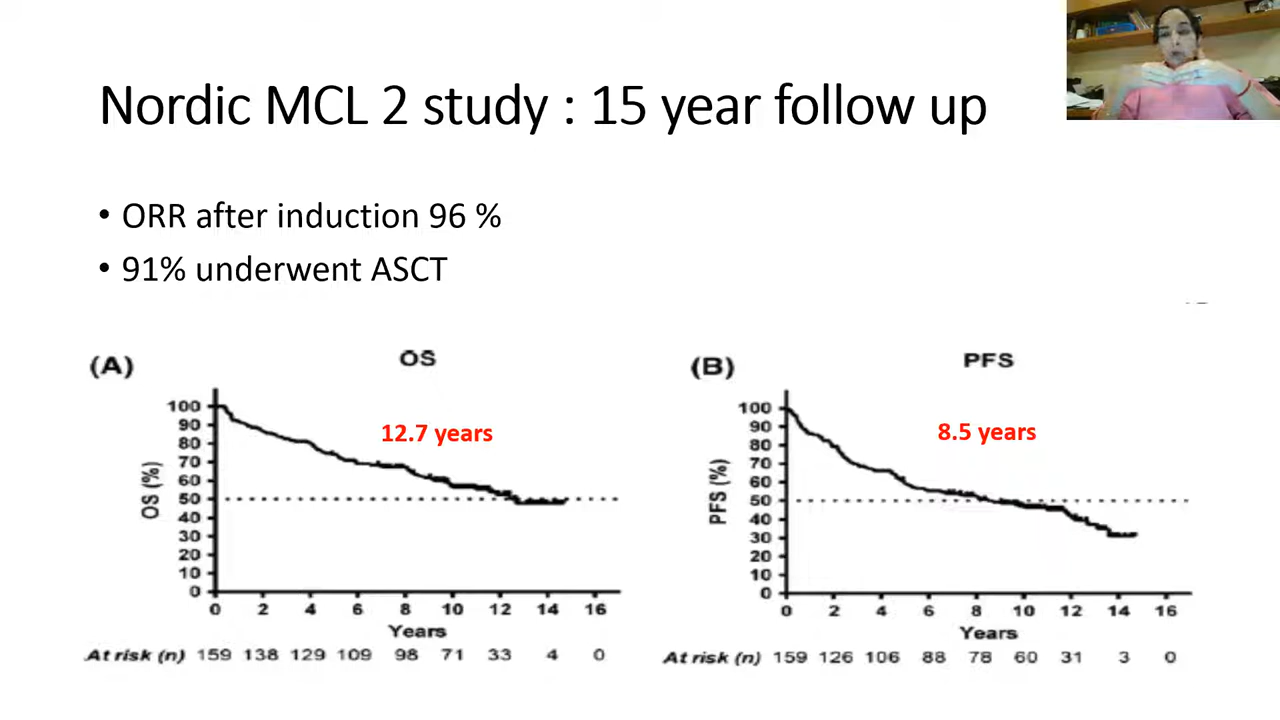 Nordic MCL 2 study : 15 year follow up
• ORR after induction 96 %
• 91% underwent ASCT
(A)
OS
12.7 years
OS (%)
100
90
80
70
60
50
40
30
20
10
0
0 2 4 6 8 10 12 14 16
Years
At risk (n) 159 138 129 109 98 71 33 4 0
(B)
PFS
8.5 years
PFS (%)
100
90
80
70
60
50
40
30
20
10
0
0 2 4 6 8 10 12 14 16
Years
At risk (n) 159 126 106 88 78 60 31 3 0